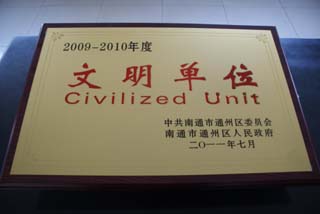 2009-2010年度
文明单位
Civilized Unit
中共南通市通州区委员会
南通市通州区人民政府
二〇一一年七月